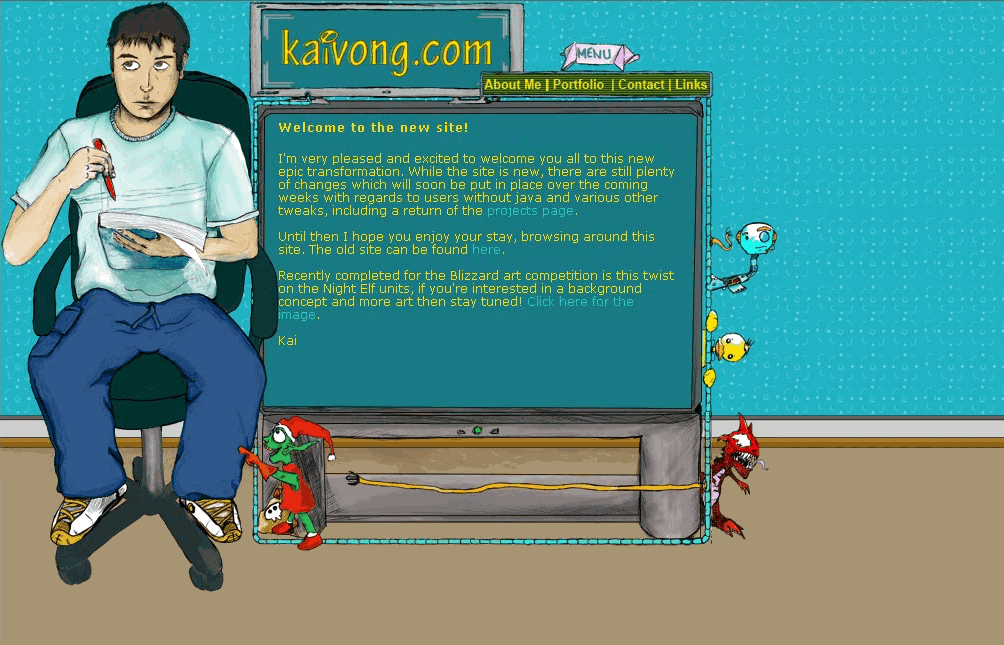 kaivong.com
MENU
About Me | Portfolio | Contact | Links
Welcome to the new site!
I'm very pleased and excited to welcome you all to this new
epic transformation. While the site is new, there are still plenty
of changes which will soon be put in place over the coming
weeks with regards to users without java and various other
tweaks, including a return of the projects page.
Until then I hope you enjoy your stay, browsing around this
site. The old site can be found here.
Recently completed for the Blizzard art competition is this twist
on the Night Elf units, if you're interested in a background
concept and more art then stay tuned! Click here for the
image.
Kai